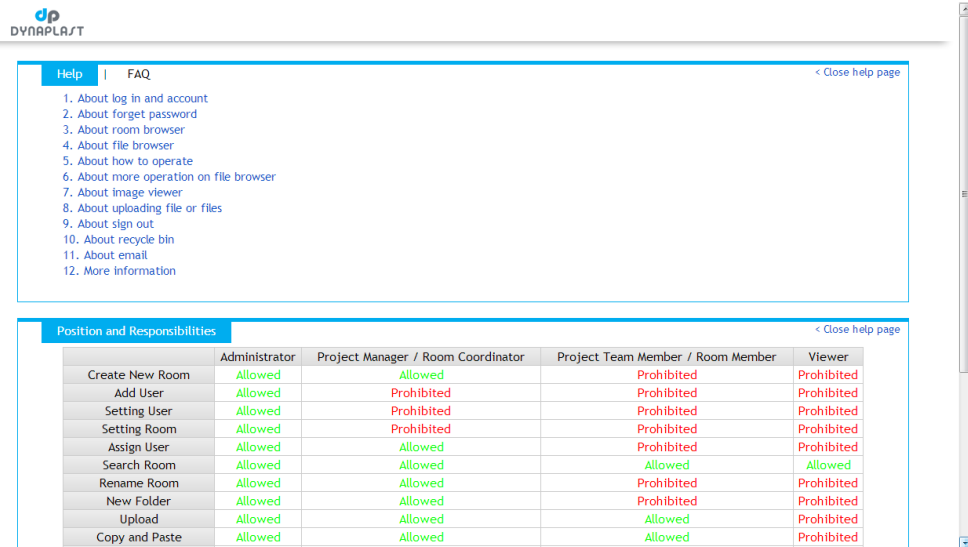 dp
DYNAPLAST
Help | FAQ < Close help page
1. About log in and account
2. About forget password
3. About room browser
4. About file browser
5. About how to operate
6. About more operation on file browser
7. About image viewer
8. About uploading file or files
9. About sign out
10. About recycle bin
11. About email
12. More information
Position and Responsibilities < Close help page
Administrator Project Manager / Room Coordinator Project Team Member / Room Member Viewer
Create New Room Allowed Allowed Prohibited Prohibited
Add User Allowed Prohibited Prohibited Prohibited
Setting User Allowed Prohibited Prohibited Prohibited
Setting Room Allowed Prohibited Prohibited Prohibited
Assign User Allowed Allowed Prohibited Prohibited
Search Room Allowed Allowed Allowed Allowed
Rename Room Allowed Allowed Prohibited Prohibited
New Folder Allowed Allowed Prohibited Prohibited
Upload Allowed Allowed Allowed Prohibited
Copy and Paste Allowed Allowed Allowed Prohibited